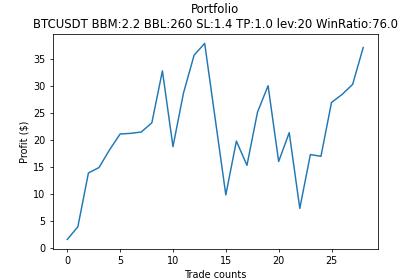 Portfolio
BTCUSDT BBM:2.2 BBL:260 SL:1.4 TP:1.0 lev:20 WinRatio:76.0
Profit ($)
35
30
25
20
15
10
5
0
0 5 10 15 20 25
Trade counts